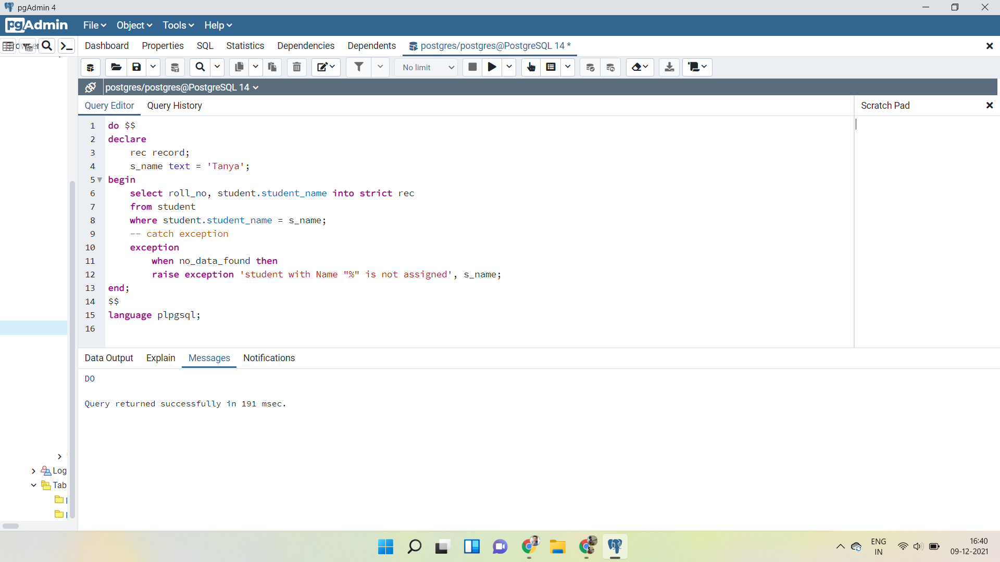 pgAdmin 4
pgAdmin File Object Tools Help
Dashboard Properties SQL Statistics Dependencies Dependents postgres/postgres@PostgreSQL 14 *
No limit
postgres/postgres@PostgreSQL 14
Query Editor Query History Scratch Pad
1 do $$
2 declare
3 rec record;
4 s_name text = 'Tanya';
5 begin
6 select roll_no, student.student_name into strict rec
7 from student
8 where student.student_name = s_name;
9 -- catch exception
10 exception
11 when no_data_found then
12 raise exception 'student with Name "%" is not assigned', s_name;
13 end;
14 $$
15 language plpgsql;
16
Data Output Explain Messages Notifications
DO
Query returned successfully in 191 msec.
Log
Tab
ENG
IN
16:40
09-12-2021